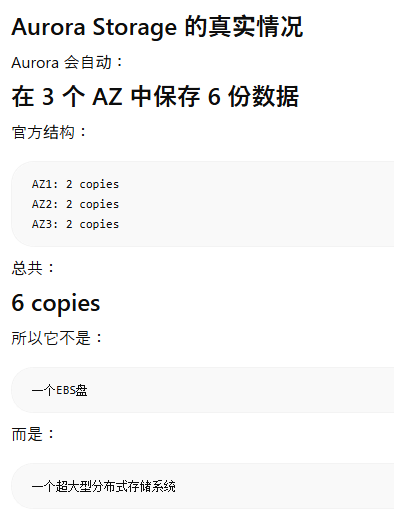 Aurora Storage 的真实情况
Aurora 会自动：
在 3 个 AZ 中保存 6 份数据
官方结构：
AZ1: 2 copies
AZ2: 2 copies
AZ3: 2 copies
总共：
6 copies
所以它不是：
一个EBS盘
而是：
一个超大型分布式存储系统